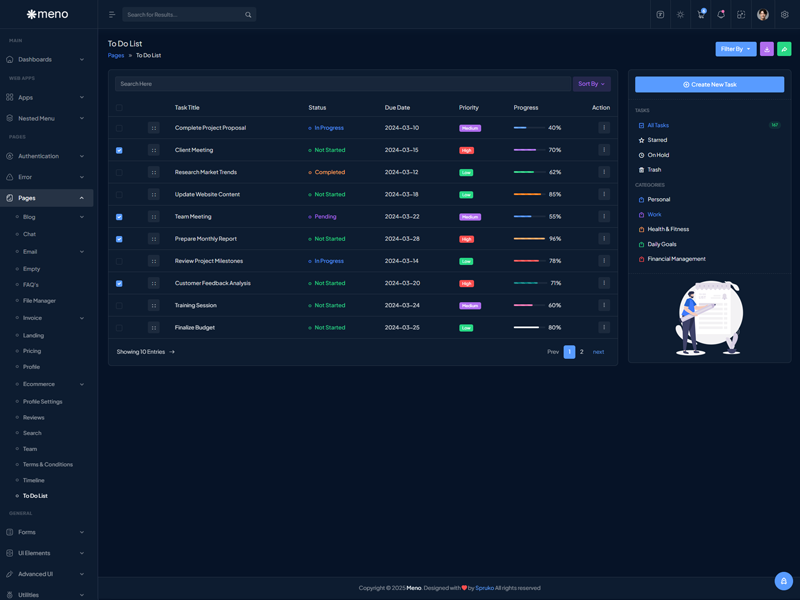 meno
Search for Results...
4
MAIN
Dashboards
WEB APPS
Apps
Nested Menu
PAGES
Authentication
Error
Pages
Blog
Chat
Email
Empty
FAQ's
File Manager
Invoice
Landing
Pricing
Profile
Ecommerce
Profile Settings
Reviews
Search
Team
Terms & Conditions
Timeline
To Do List
GENERAL
Forms
UI Elements
Advanced UI
Utilities
To Do List
Pages » To Do List
Filter By
Search Here
Sort By
Task Title Status Due Date Priority Progress Action
Complete Project Proposal In Progress 2024-03-10 Medium 40%
Client Meeting Not Started 2024-03-15 High 70%
Research Market Trends Completed 2024-03-12 Low 62%
Update Website Content Not Started 2024-03-18 Low 85%
Team Meeting Pending 2024-03-22 Medium 55%
Prepare Monthly Report Not Started 2024-03-28 High 96%
Review Project Milestones In Progress 2024-03-14 Low 78%
Customer Feedback Analysis Not Started 2024-03-20 High 71%
Training Session Not Started 2024-03-24 Medium 60%
Finalize Budget Not Started 2024-03-25 Low 80%
Showing 10 Entries →
Prev 1 2 next
Create New Task
TASKS
All Tasks 167
Starred
On Hold
Trash
CATEGORIES
Personal
Work
Health & Fitness
Daily Goals
Financial Management
Copyright © 2025 Meno. Designed with ❤ by Spruko All rights reserved